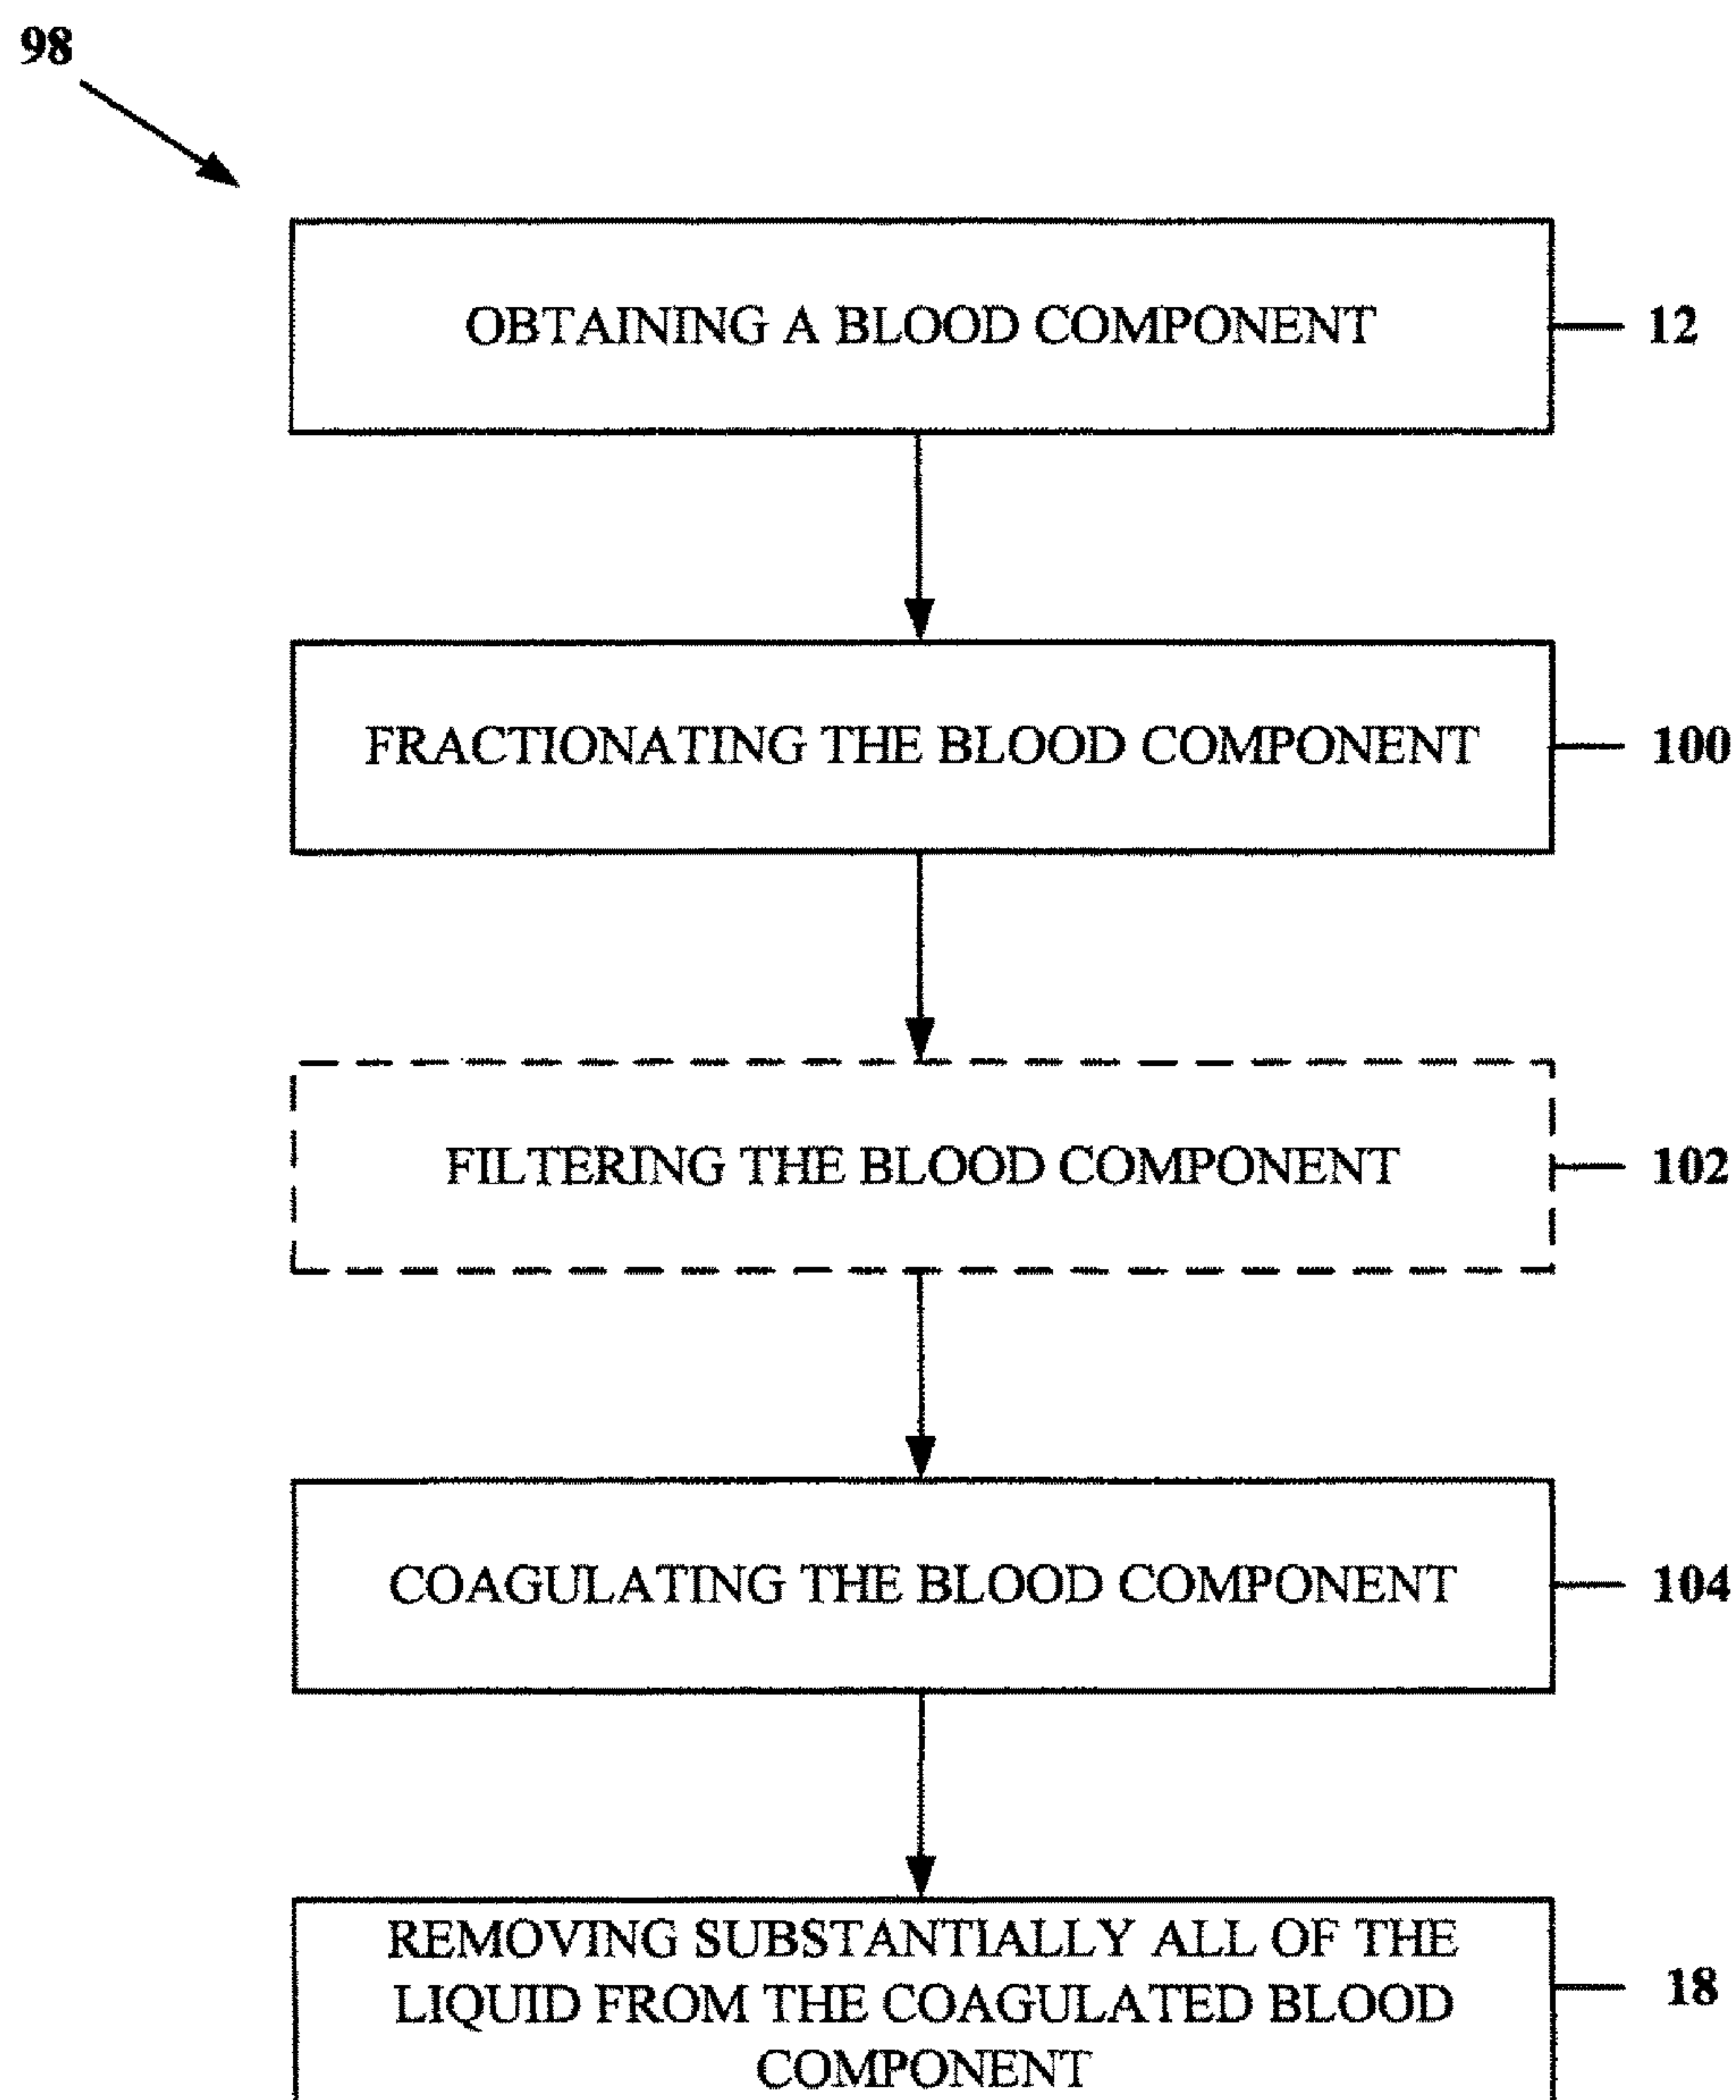 98
OBTAINING A BLOOD COMPONENT
12
FRACTIONATING THE BLOOD COMPONENT
100
FILTERING THE BLOOD COMPONENT
102
COAGULATING THE BLOOD COMPONENT
104
REMOVING SUBSTANTIALLY ALL OF THE
LIQUID FROM THE COAGULATED BLOOD
COMPONENT
18